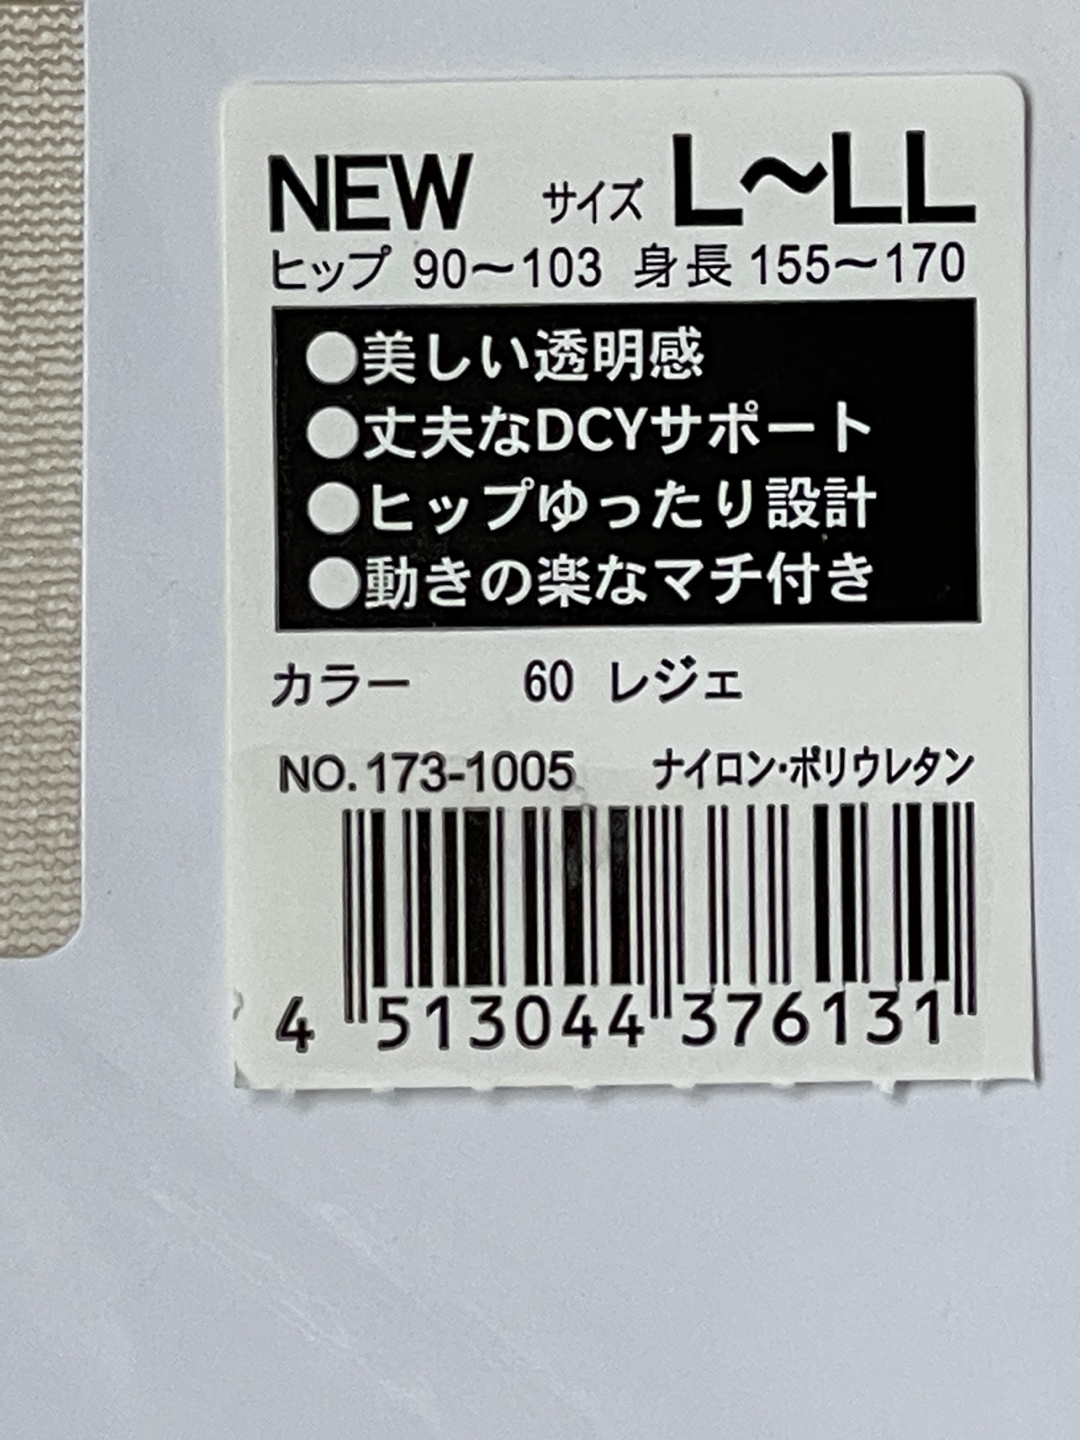 NEW サイズ L〜LL
ヒップ 90〜103 身長 155〜170
●美しい透明感
●丈夫なDCYサポート
●ヒップゆったり設計
●動きの楽なマチ付き
カラー 60 レジェ
NO. 173-1005 ナイロン・ポリウレタン
4 513044 376131